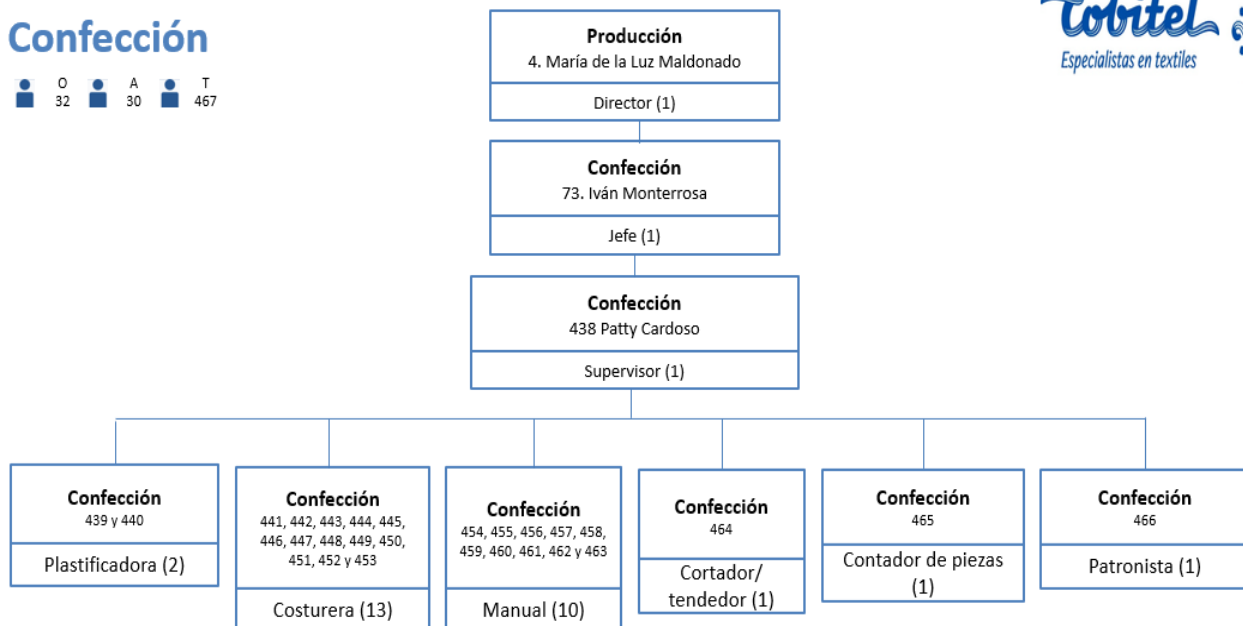 Confección
O A T
32 30 467
Cobitel
Especialistas en textiles
Producción
4. María de la Luz Maldonado
Director (1)
Confección
73. Iván Monterrosa
Jefe (1)
Confección
438 Patty Cardoso
Supervisor (1)
Confección
439 y 440
Plastificadora (2)
Confección
441, 442, 443, 444, 445,
446, 447, 448, 449, 450,
451, 452 y 453
Costurera (13)
Confección
454, 455, 456, 457, 458,
459, 460, 461, 462 y 463
Manual (10)
Confección
464
Cortador/
tendedor (1)
Confección
465
Contador de piezas
(1)
Confección
466
Patronista (1)